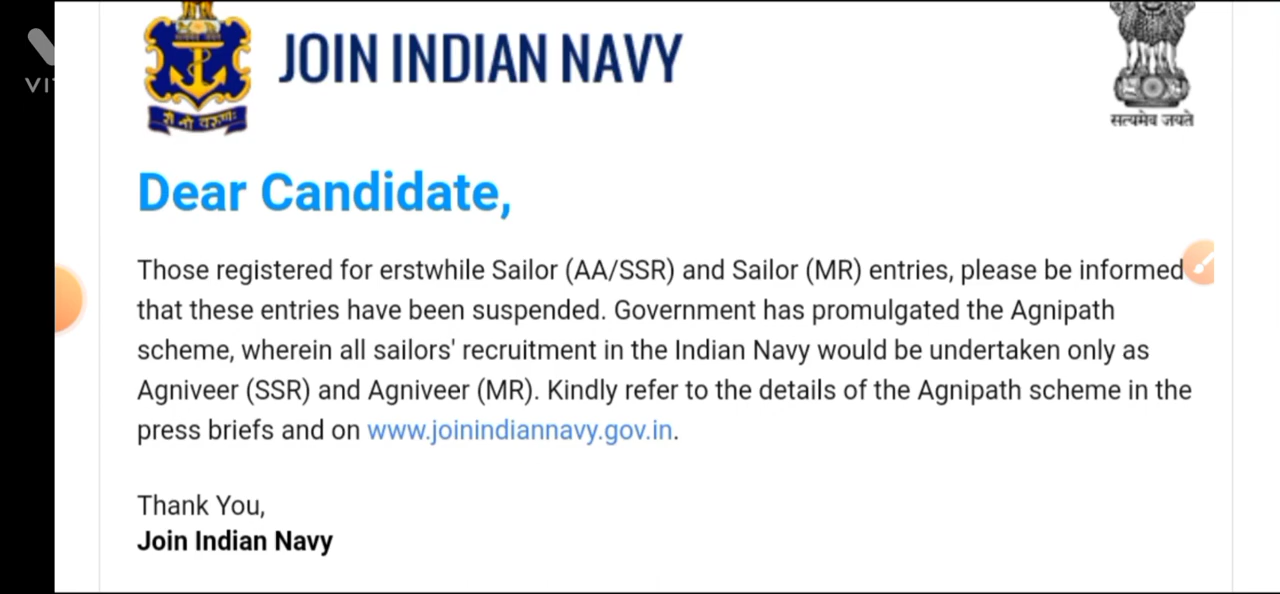 VI
JOIN INDIAN NAVY
शं नो वरुणः
सत्यमेव जयते
Dear Candidate,
Those registered for erstwhile Sailor (AA/SSR) and Sailor (MR) entries, please be informed
that these entries have been suspended. Government has promulgated the Agnipath
scheme, wherein all sailors' recruitment in the Indian Navy would be undertaken only as
Agniveer (SSR) and Agniveer (MR). Kindly refer to the details of the Agnipath scheme in the
press briefs and on www.joinindiannavy.gov.in.
Thank You,
Join Indian Navy